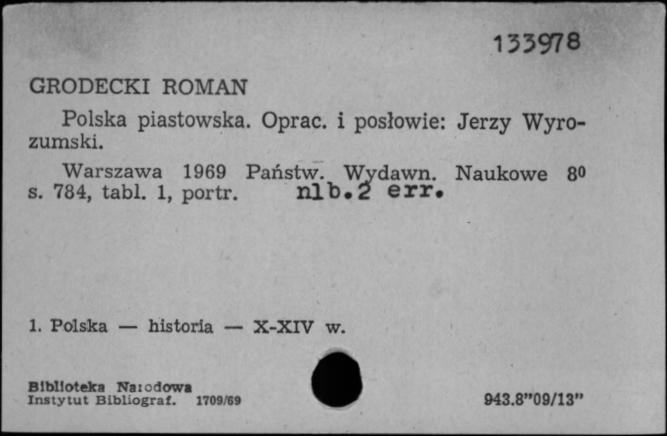 133978
GRODECKI ROMAN
Polska piastowska. Oprac. i posłowie: Jerzy Wyro-
zumski.
Warszawa 1969 Państw. Wydawn. Naukowe 8⁰
s. 784, tabl. 1, portr. nlb.2 err.
1. Polska — historia — X-XIV w.
Biblioteka Narodowa
Instytut Bibliograf. 1709/69
943.8”09/13”